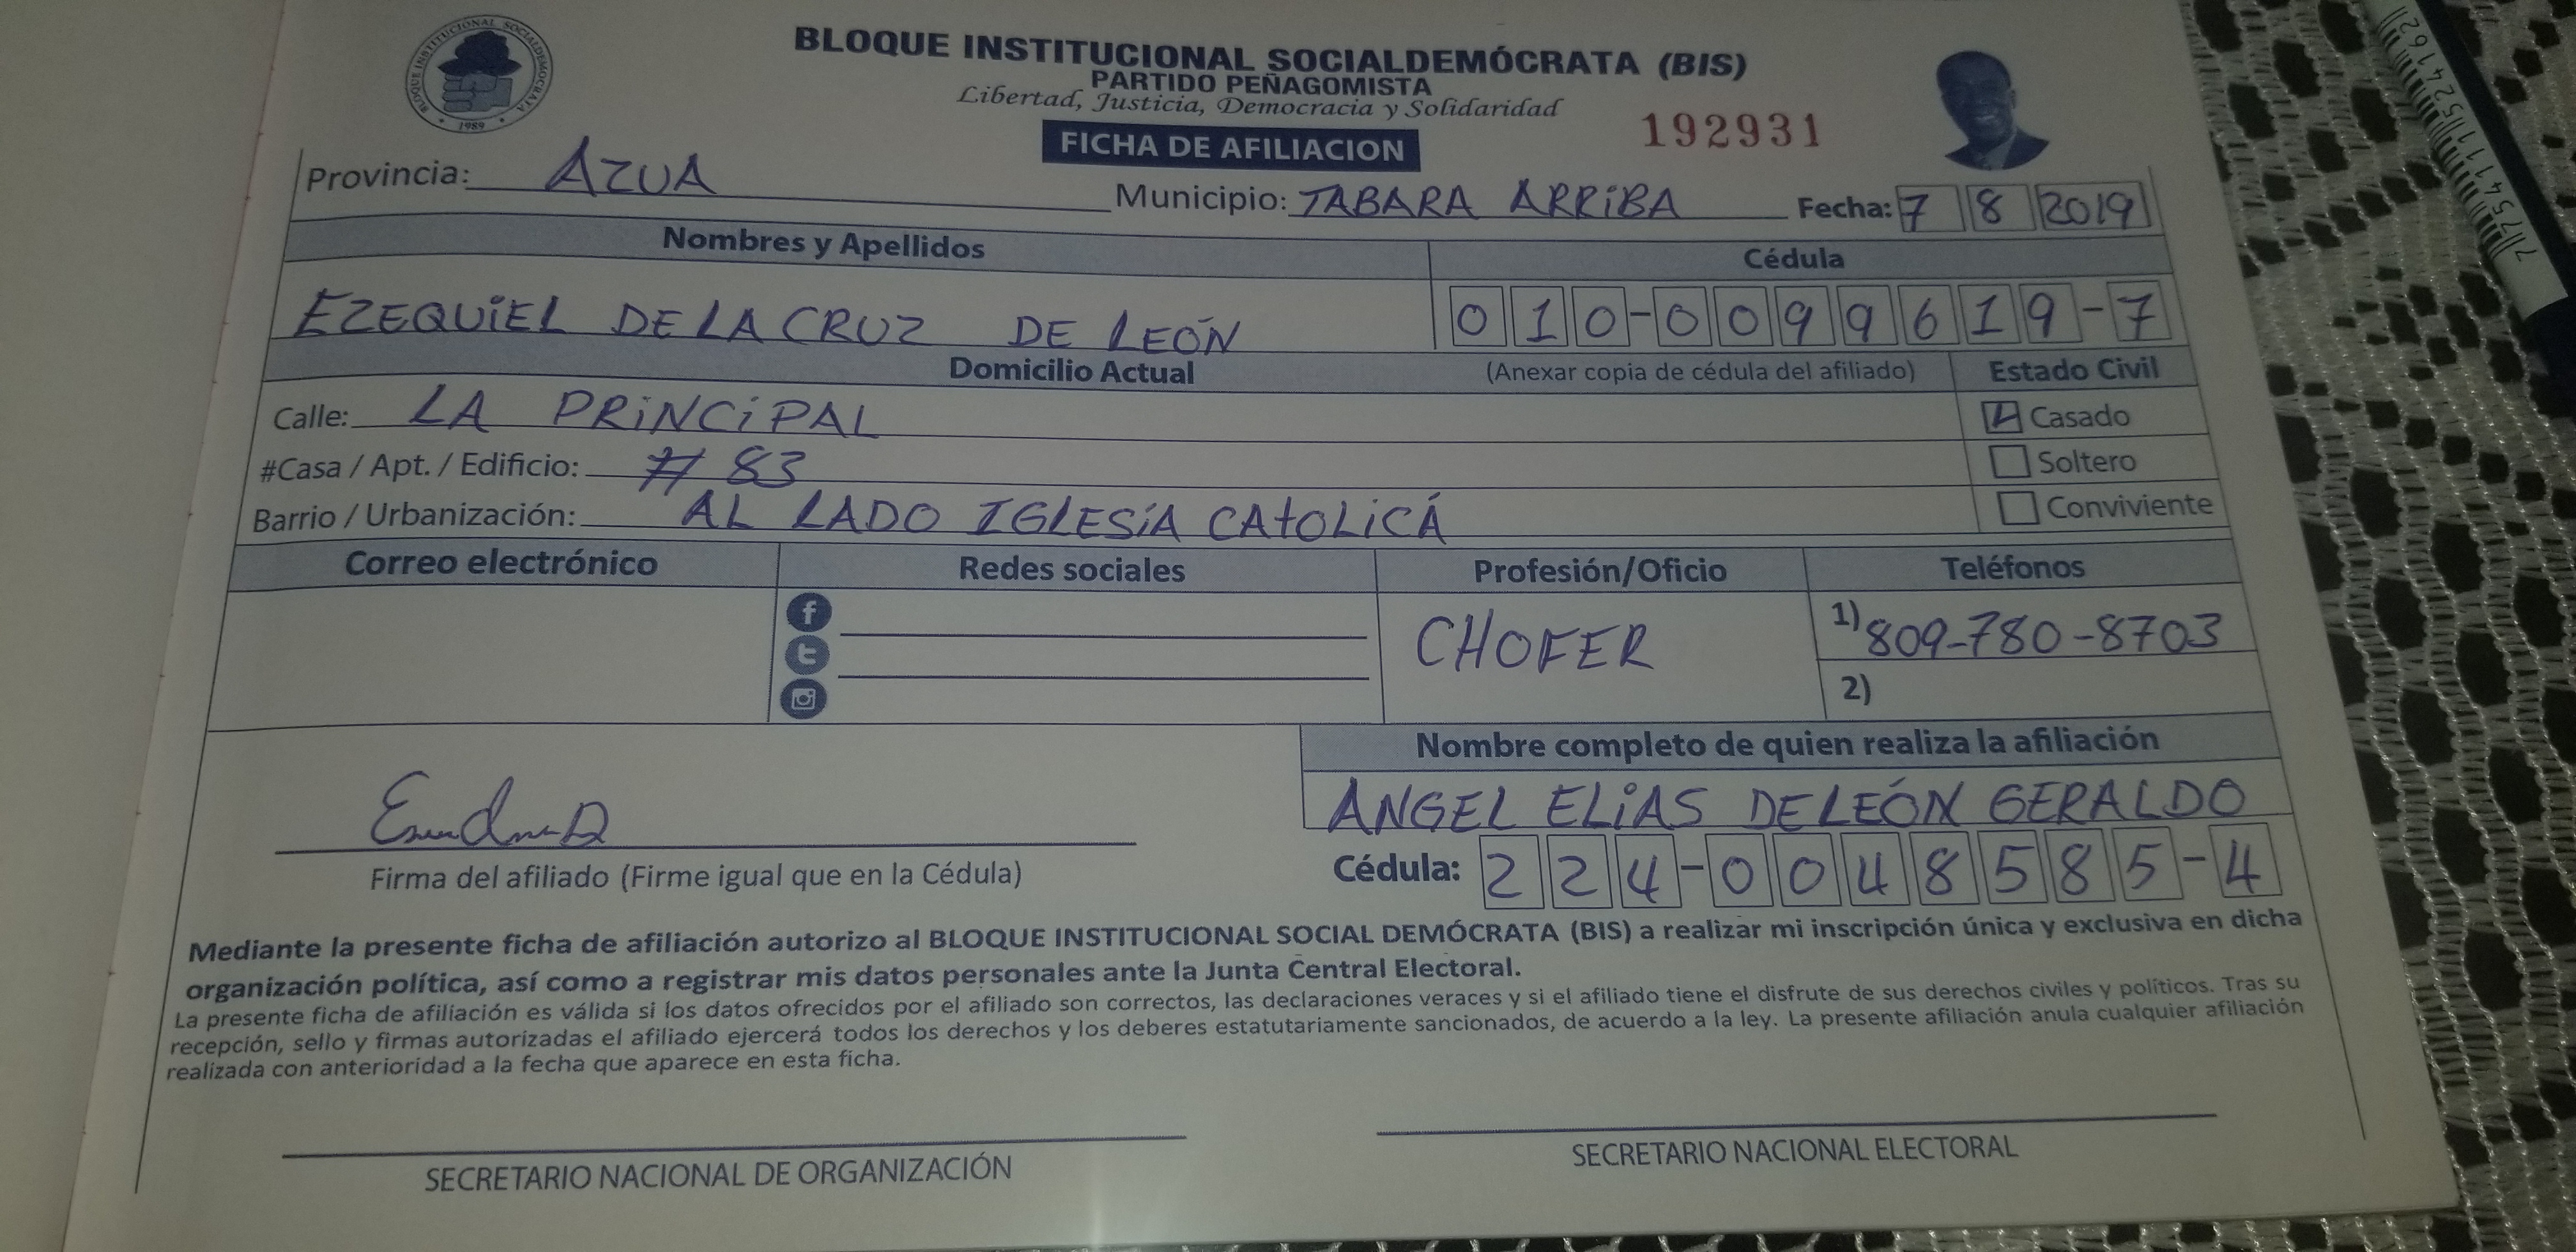 BLOQUE INSTITUCIONAL SOCIALDEMÓCRATA
1989
BLOQUE INSTITUCIONAL SOCIALDEMÓCRATA (BIS)
PARTIDO PEÑAGOMISTA
Libertad, Justicia, Democracia y Solidaridad
FICHA DE AFILIACION
192931
Provincia: AZUA Municipio: TABARA ARRIBA Fecha: 7 8 2019
Nombres y Apellidos Cédula
EZEQUIEL DE LA CRUZ DE LEÓN 010-0099619-7
Domicilio Actual (Anexar copia de cédula del afiliado) Estado Civil
Calle: LA PRINCIPAL Casado
#Casa / Apt. / Edificio: # 83 Soltero
Barrio / Urbanización: AL LADO IGLESIA CATOLICÁ Conviviente
Correo electrónico Redes sociales Profesión/Oficio Teléfonos
CHOFER 1) 809-780-8703
2)
Nombre completo de quien realiza la afiliación
ANGEL ELIAS DE LEÓN GERALDO
Firma del afiliado (Firme igual que en la Cédula) Cédula: 224-0048585-4
Mediante la presente ficha de afiliación autorizo al BLOQUE INSTITUCIONAL SOCIAL DEMÓCRATA (BIS) a realizar mi inscripción única y exclusiva en dicha
organización política, así como a registrar mis datos personales ante la Junta Central Electoral.
La presente ficha de afiliación es válida si los datos ofrecidos por el afiliado son correctos, las declaraciones veraces y si el afiliado tiene el disfrute de sus derechos civiles y políticos. Tras su
recepción, sello y firmas autorizadas el afiliado ejercerá todos los derechos y los deberes estatutariamente sancionados, de acuerdo a la ley. La presente afiliación anula cualquier afiliación
realizada con anterioridad a la fecha que aparece en esta ficha.
SECRETARIO NACIONAL DE ORGANIZACIÓN SECRETARIO NACIONAL ELECTORAL